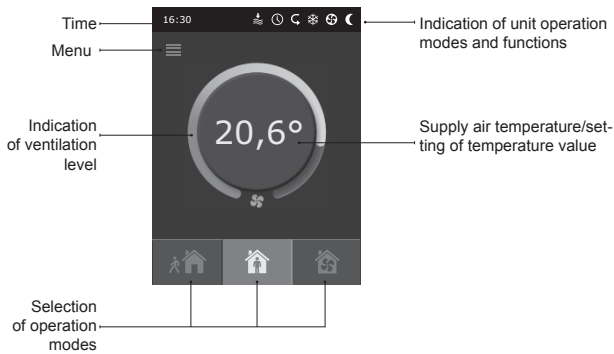 Time
16:30
Indication of unit operation
modes and functions
Menu
Indication
of ventilation
level
20,6°
Supply air temperature/set-
ting of temperature value
Selection
of operation
modes